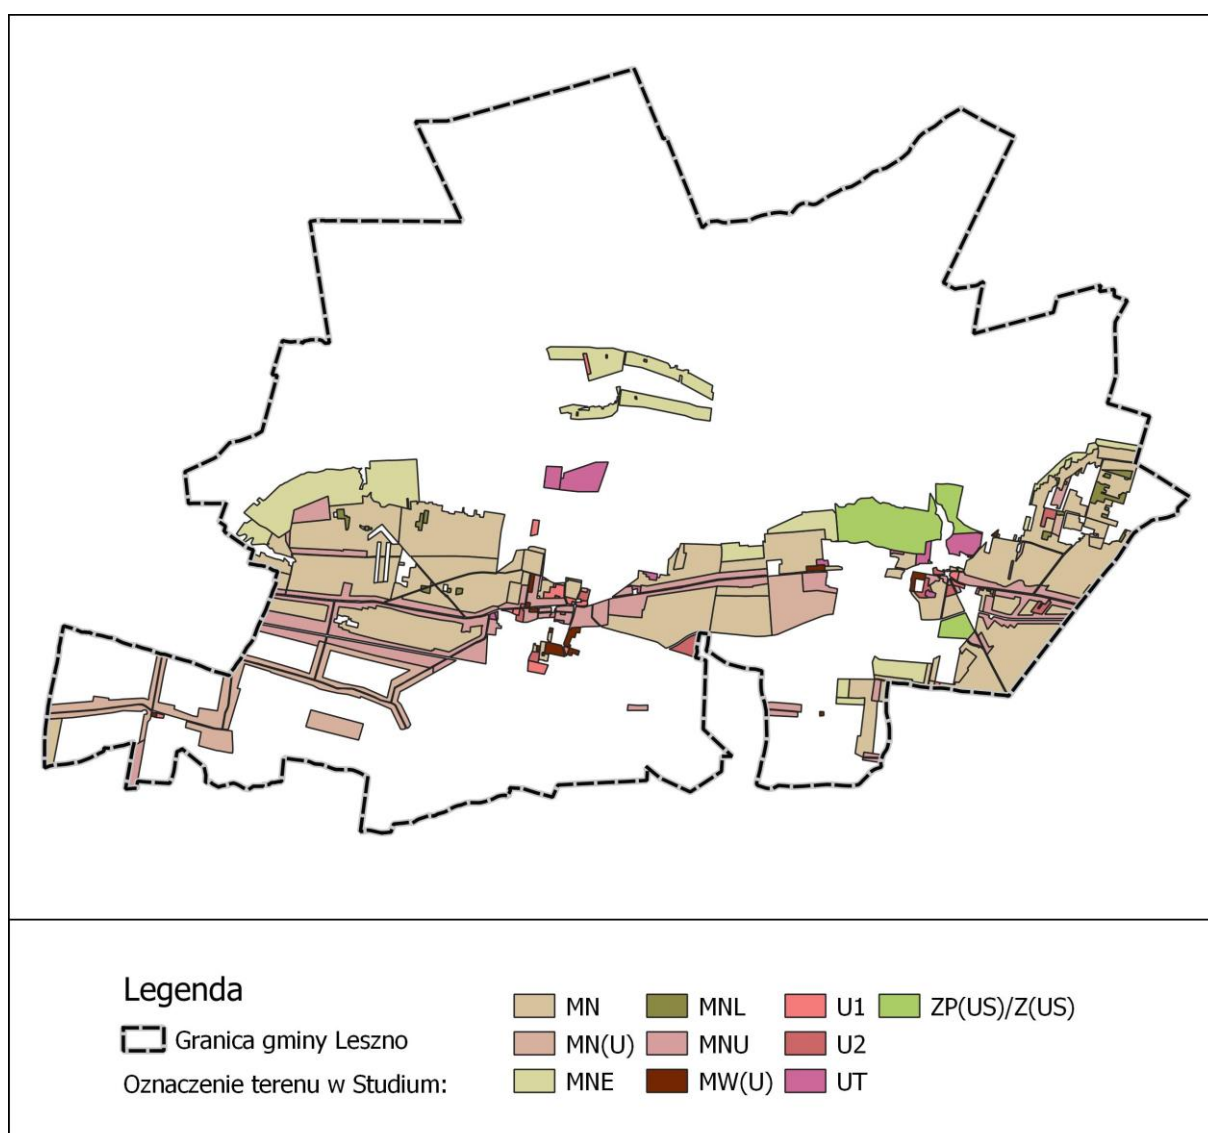 Legenda
Granica gminy Leszno
Oznaczenie terenu w Studium:
MN
MN(U)
MNE
MNL
MNU
MW(U)
U1
U2
UT
ZP(US)/Z(US)